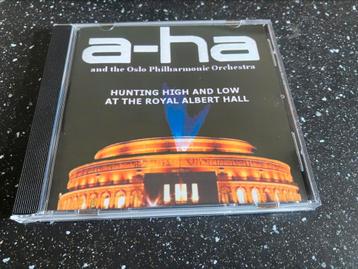 a-ha
and the Oslo Philharmonic Orchestra
HUNTING HIGH AND LOW
AT THE ROYAL ALBERT HALL